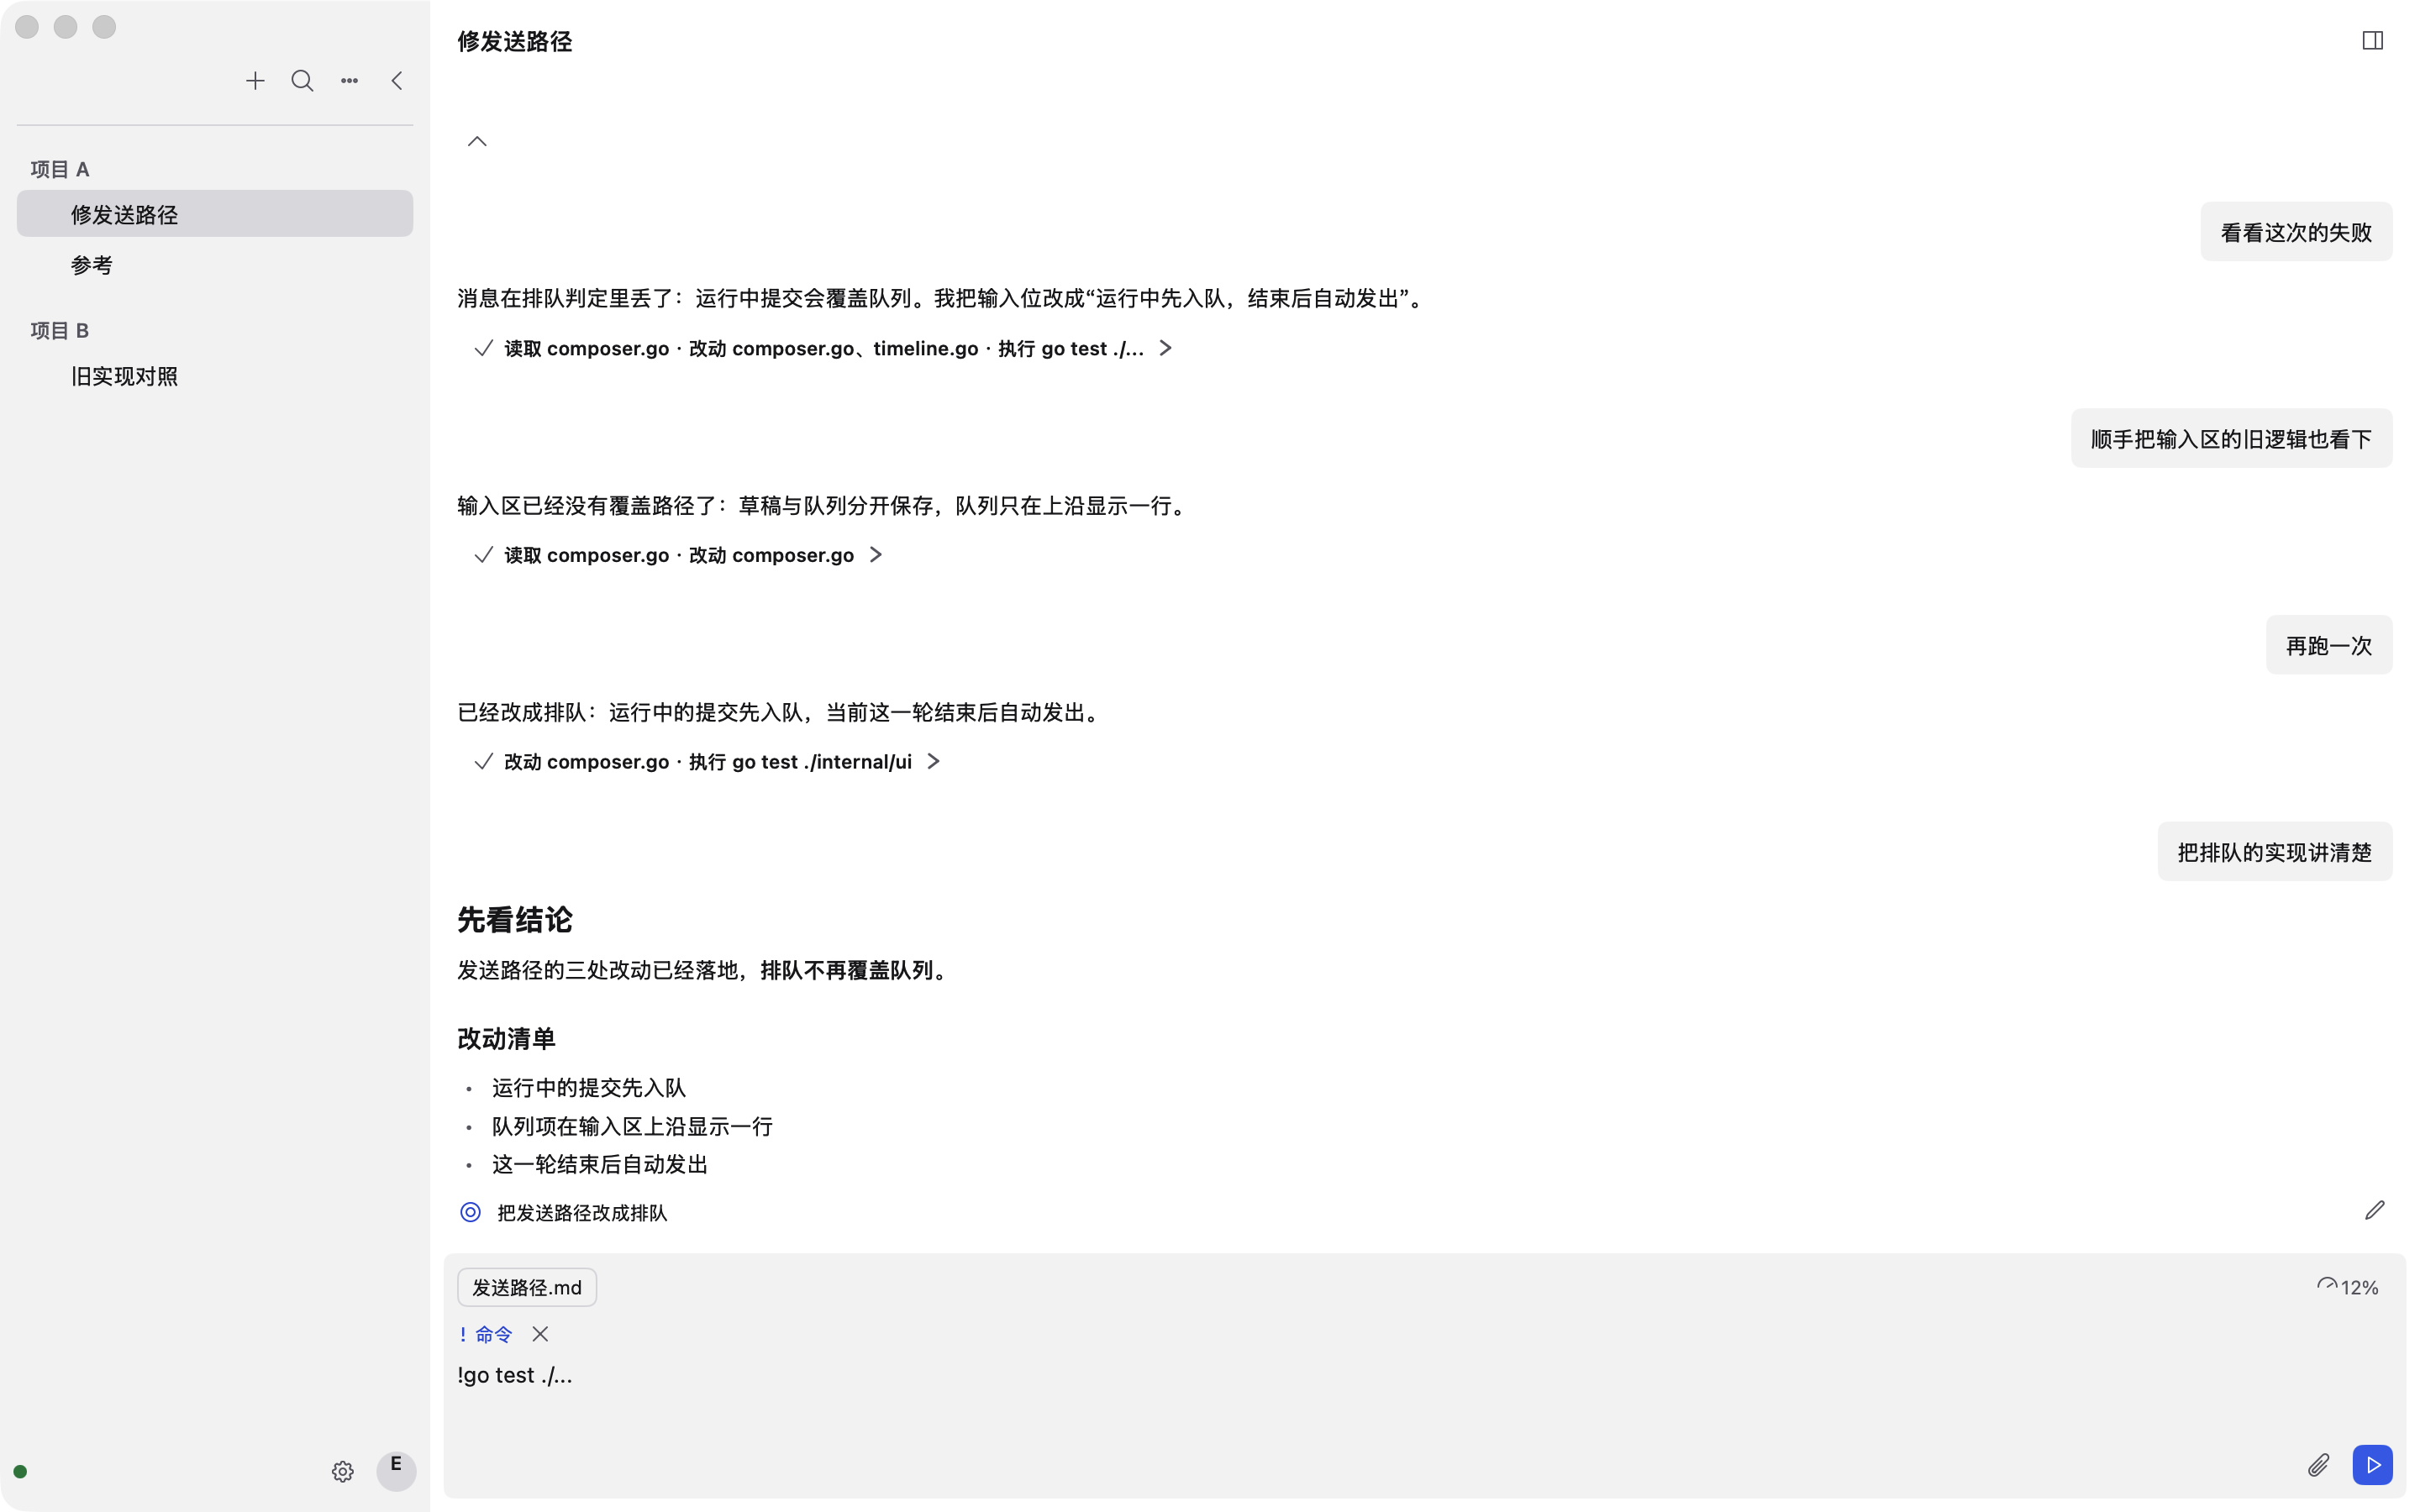 修发送路径
项目 A
修发送路径
参考
项目 B
旧实现对照
E
看看这次的失败
消息在排队判定里丢了：运行中提交会覆盖队列。我把输入位改成“运行中先入队，结束后自动发出”。
读取 composer.go · 改动 composer.go、timeline.go · 执行 go test ./...
顺手把输入区的旧逻辑也看下
输入区已经没有覆盖路径了：草稿与队列分开保存，队列只在上沿显示一行。
读取 composer.go · 改动 composer.go
再跑一次
已经改成排队：运行中的提交先入队，当前这一轮结束后自动发出。
改动 composer.go · 执行 go test ./internal/ui
把排队的实现讲清楚
先看结论
发送路径的三处改动已经落地，排队不再覆盖队列。
改动清单
• 运行中的提交先入队
• 队列项在输入区上沿显示一行
• 这一轮结束后自动发出
把发送路径改成排队
发送路径.md
12%
! 命令
!go test ./...